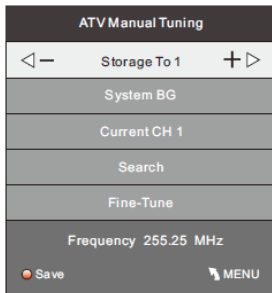 ATV Manual Tuning
− Storage To 1 +
System BG
Current CH 1
Search
Fine-Tune
Frequency 255.25 MHz
Save MENU